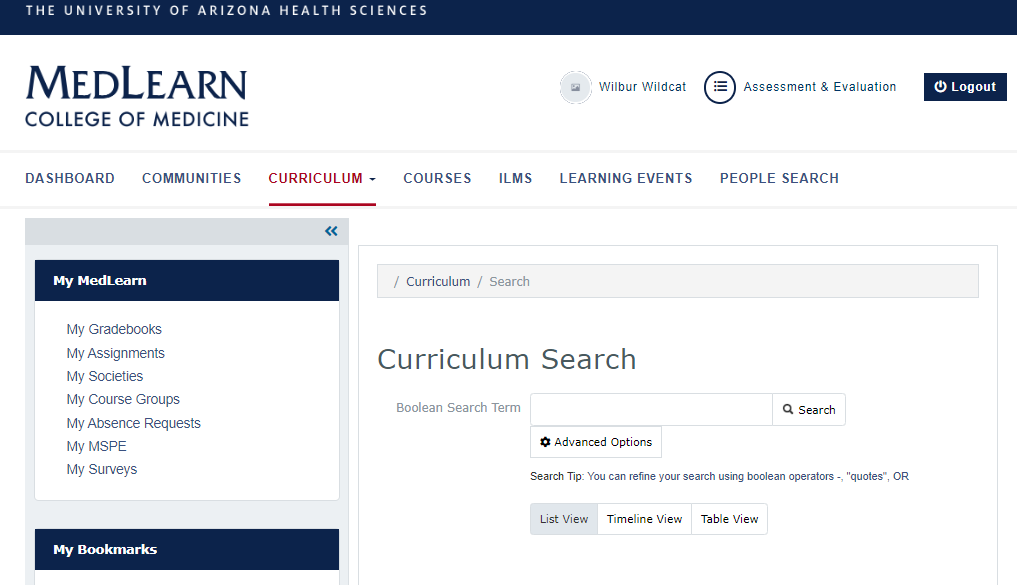 THE UNIVERSITY OF ARIZONA HEALTH SCIENCES
MEDLEARN
COLLEGE OF MEDICINE
Wilbur Wildcat
Assessment & Evaluation
Logout
DASHBOARD COMMUNITIES CURRICULUM COURSES ILMS LEARNING EVENTS PEOPLE SEARCH
«
My MedLearn
My Gradebooks
My Assignments
My Societies
My Course Groups
My Absence Requests
My MSPE
My Surveys
My Bookmarks
/ Curriculum / Search
Curriculum Search
Boolean Search Term
Search
Advanced Options
Search Tip: You can refine your search using boolean operators -, "quotes", OR
List View Timeline View Table View